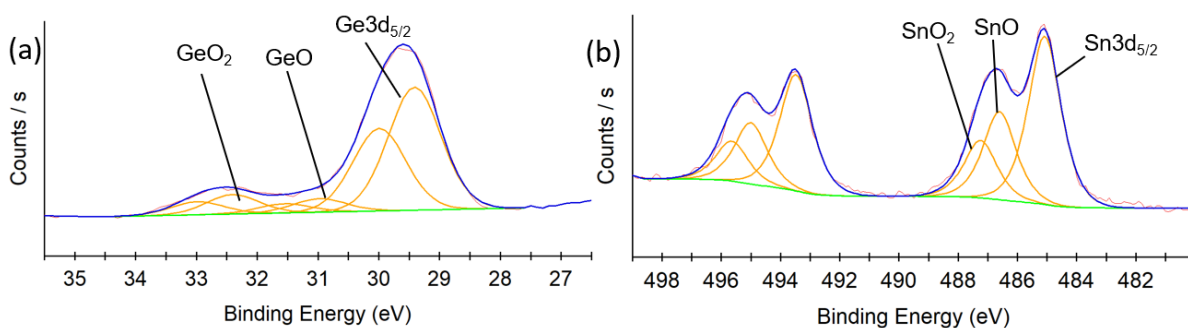 (a)
Ge3d5/2
GeO2
GeO
Counts / s
35 34 33 32 31 30 29 28 27
Binding Energy (eV)
(b)
SnO
SnO2
Sn3d5/2
Counts / s
498 496 494 492 490 488 486 484 482
Binding Energy (eV)